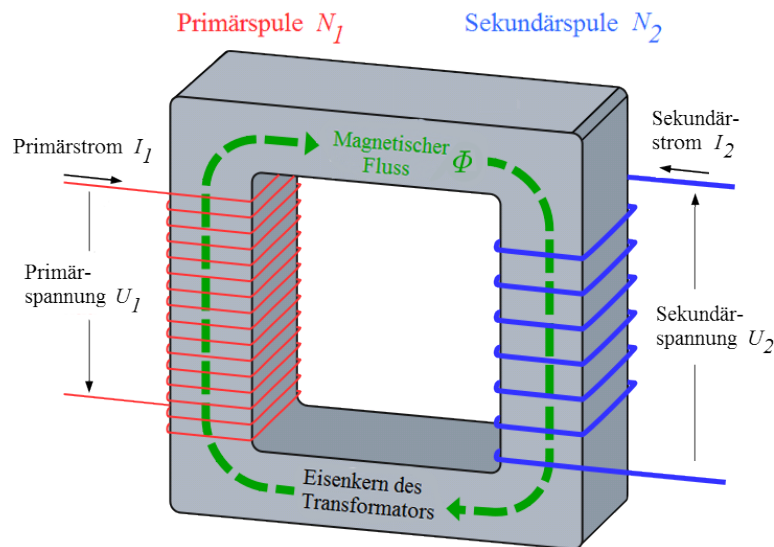 Primärspule N1
Sekundärspule N2
Primärstrom I1
Magnetischer
Fluss Φ
Sekundär-
strom I2
Primär-
spannung U1
Sekundär-
spannung U2
Eisenkern des
Transformators